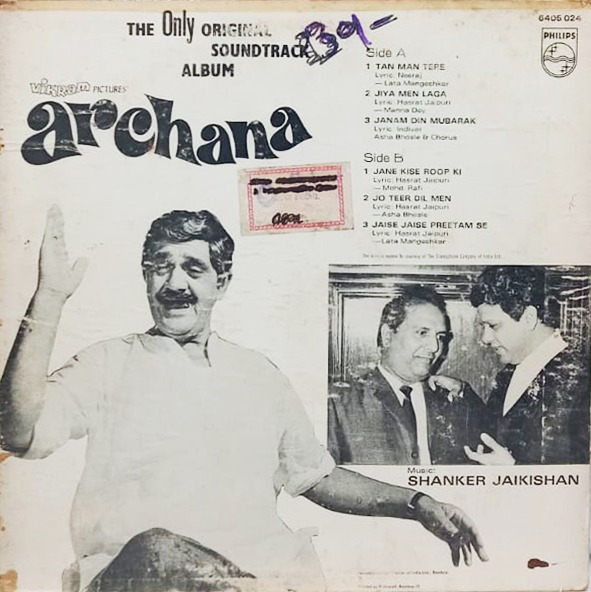 THE Only ORIGINAL
SOUNDTRACK
ALBUM
39/-
6405 024
PHILIPS
VIKRAM PICTURES'
archana
Side A
1 TAN MAN TERE
Lyric: Neeraj
— Lata Mangeshker
2 JIYA MEN LAGA
Lyric: Hasrat Jaipuri
— Manna Dey
3 JANAM DIN MUBARAK
Lyric: Indivar
Asha Bhosle & Chorus
Side B
1 JANE KISE ROOP KI
Lyric: Hasrat Jaipuri
— Mohd. Rafi
2 JO TEER DIL MEN
Lyric: Hasrat Jaipuri
— Asha Bhosle
3 JAISE JAISE PREETAM SE
Lyric: Hasrat Jaipuri
— Lata Mangeshker
Music:
SHANKER JAIKISHAN